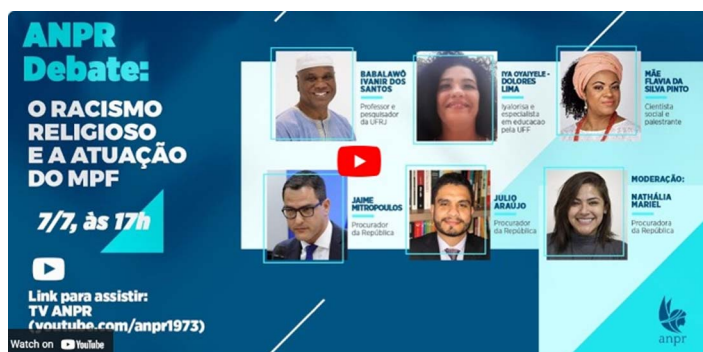 ANPR
Debate:
O RACISMO
RELIGIOSO
E A ATUAÇÃO
DO MPF
7/7, às 17h
Link para assistir:
TV ANPR
(youtube.com/anpr1973)
Watch on YouTube
BABALAWÔ
IVANIR DOS
SANTOS
Professor e
pesquisador
da UFRJ
IYA OYAIYELE -
DOLORES
LIMA
Iyalorisa e
especialista
em educacao
pela UFF
MÃE
FLAVIA DA
SILVA PINTO
Cientista
social e
palestrante
JAIME
MITROPOULOS
Procurador
da República
JULIO
ARAÚJO
Procurador
da República
MODERAÇÃO:
NATHÁLIA
MARIEL
Procuradora
da República
anpr